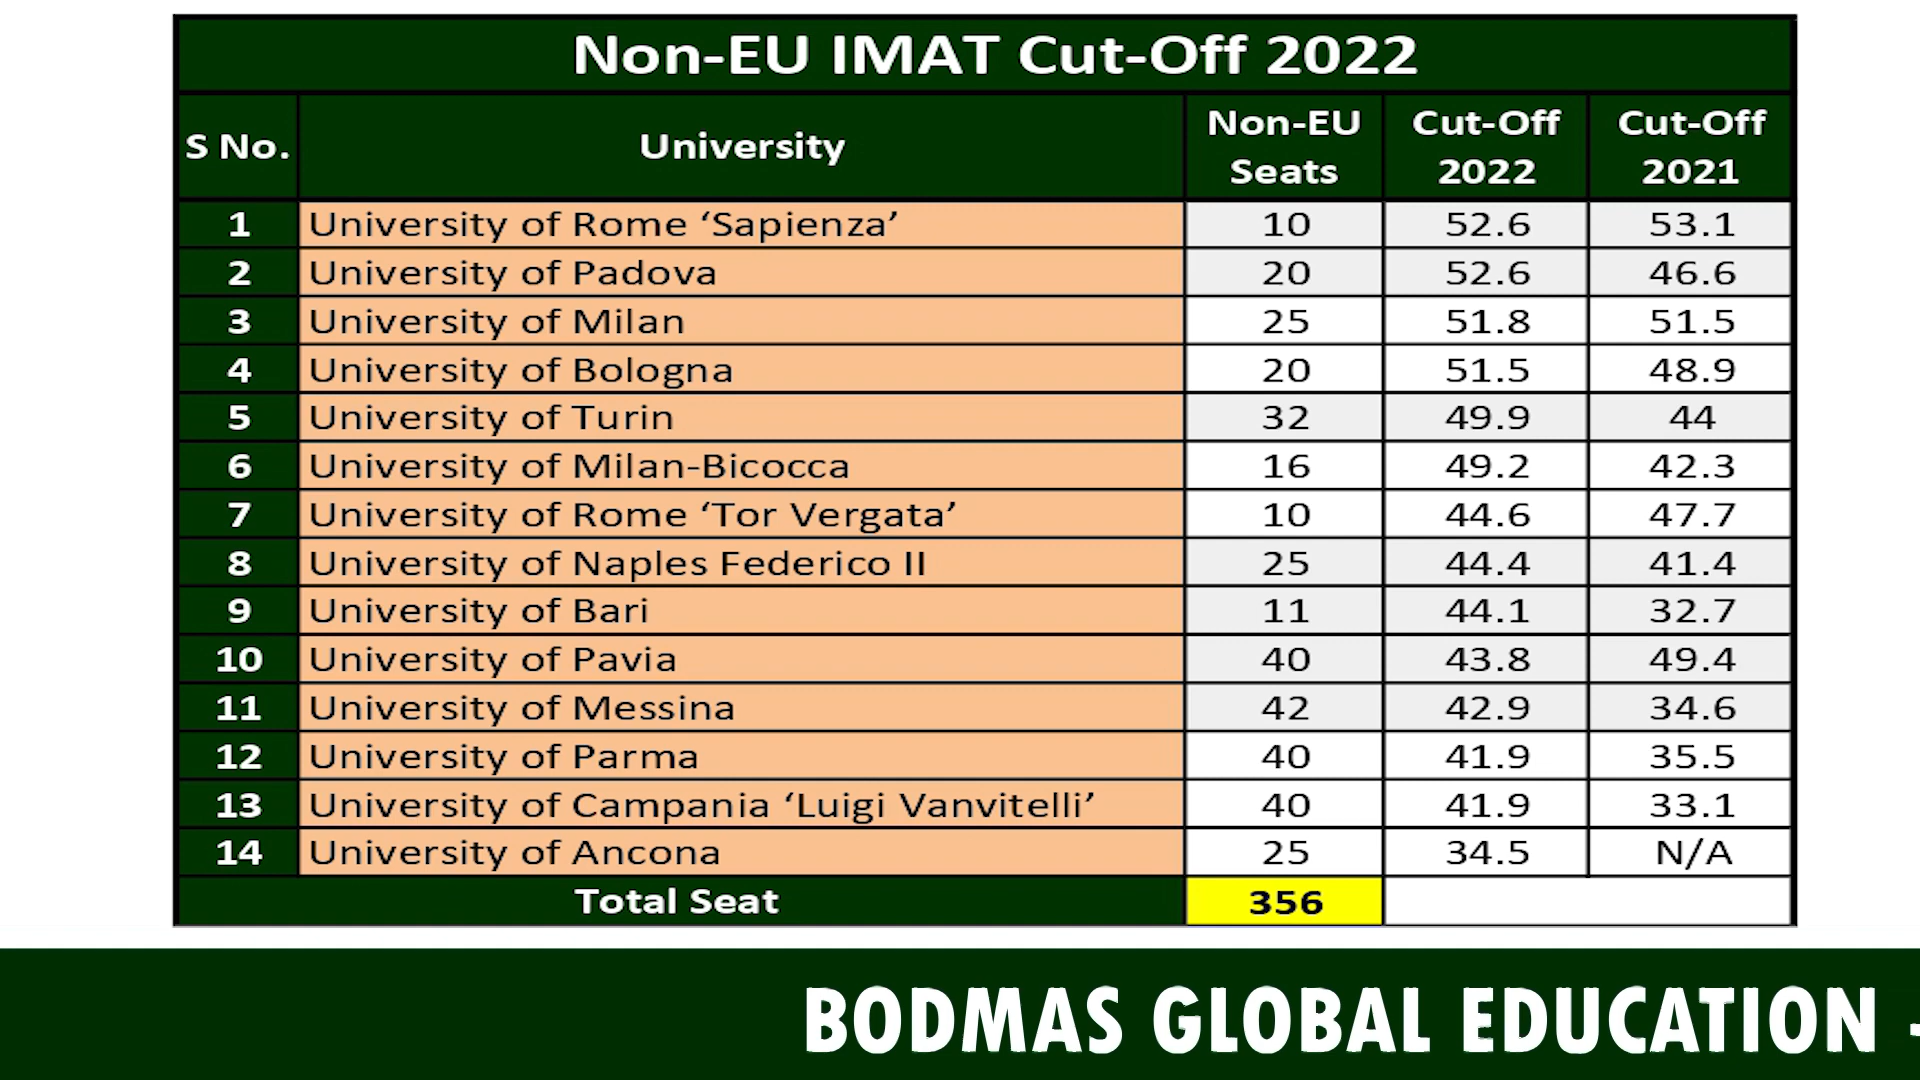 Non-EU IMAT Cut-Off 2022
S No. University Non-EU Seats Cut-Off 2022 Cut-Off 2021
1 University of Rome ‘Sapienza’ 10 52.6 53.1
2 University of Padova 20 52.6 46.6
3 University of Milan 25 51.8 51.5
4 University of Bologna 20 51.5 48.9
5 University of Turin 32 49.9 44
6 University of Milan-Bicocca 16 49.2 42.3
7 University of Rome ‘Tor Vergata’ 10 44.6 47.7
8 University of Naples Federico II 25 44.4 41.4
9 University of Bari 11 44.1 32.7
10 University of Pavia 40 43.8 49.4
11 University of Messina 42 42.9 34.6
12 University of Parma 40 41.9 35.5
13 University of Campania ‘Luigi Vanvitelli’ 40 41.9 33.1
14 University of Ancona 25 34.5 N/A
Total Seat 356
BODMAS GLOBAL EDUCATION -